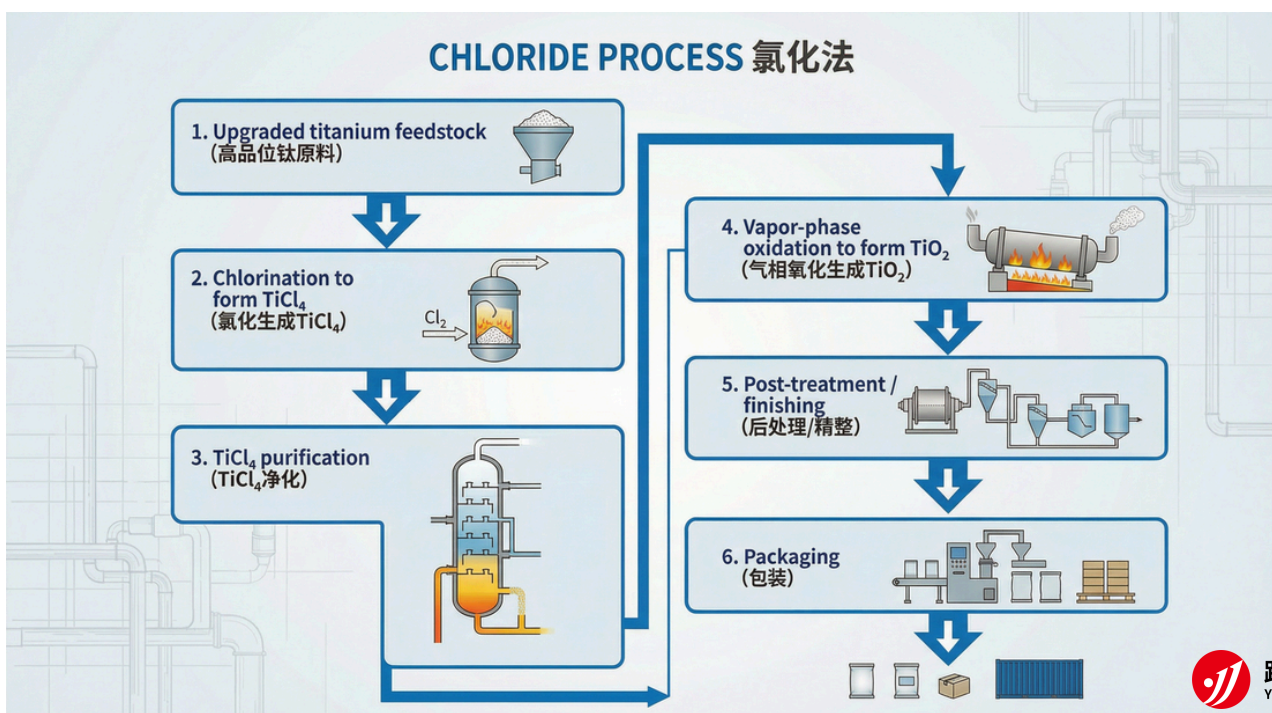 CHLORIDE PROCESS 氯化法
1. Upgraded titanium feedstock
(高品位钛原料)
2. Chlorination to
form TiCl₄
(氯化生成TiCl₄)
Cl₂
3. TiCl₄ purification
(TiCl₄净化)
4. Vapor-phase
oxidation to form TiO₂
(气相氧化生成TiO₂)
5. Post-treatment /
finishing
(后处理/精整)
6. Packaging
(包装)